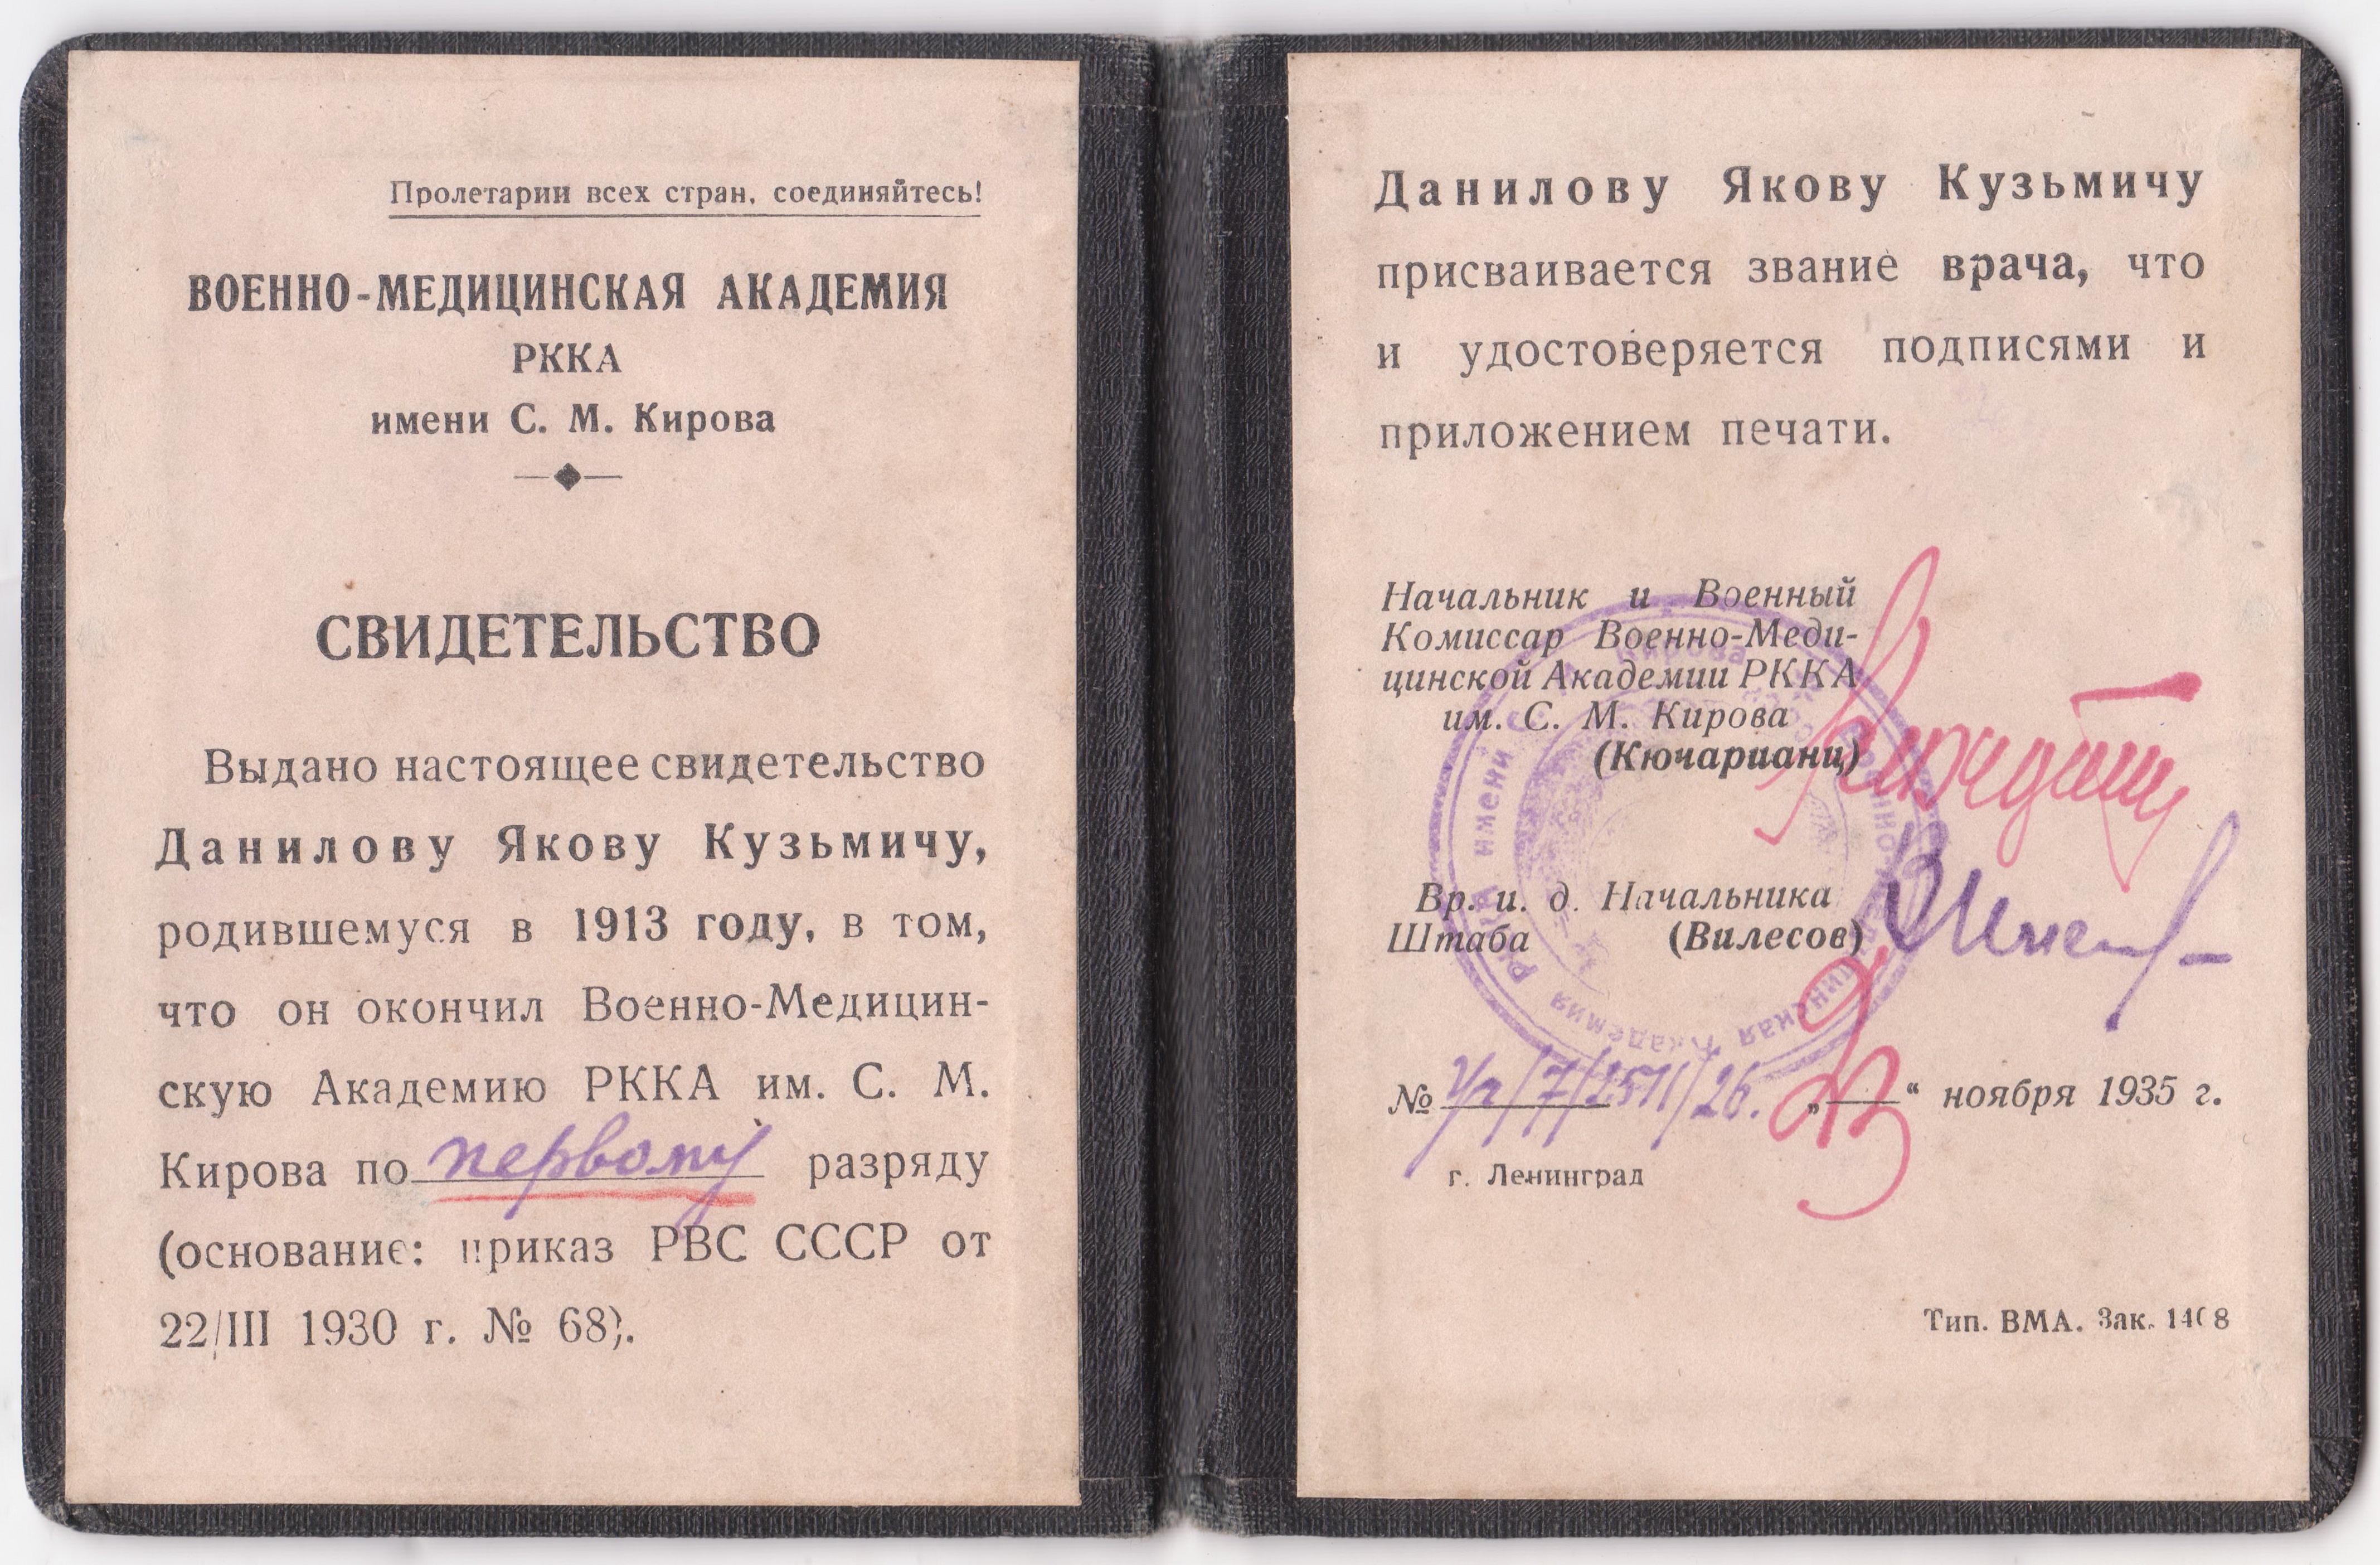 Пролетарии всех стран, соединяйтесь!
ВОЕННО-МЕДИЦИНСКАЯ АКАДЕМИЯ
РККА
имени С. М. Кирова
СВИДЕТЕЛЬСТВО
Выдано настоящее свидетельство
Данилову Якову Кузьмичу,
родившемуся в 1913 году, в том,
что он окончил Военно-Медицин-
скую Академию РККА им. С. М.
Кирова по первому разряду
(основание: приказ РВС СССР от
22/III 1930 г. № 68).
Данилову Якову Кузьмичу
присваивается звание врача, что
и удостоверяется подписями и
приложением печати.
Начальник и Военный
Комиссар Военно-Меди-
цинской Академии РККА
им. С. М. Кирова
(Кючарианц)
Вр. и. д. Начальника
Штаба (Вилесов)
№ „ “ ноября 1935 г.
г. Ленинград
Тип. ВМА. Зак. 1408